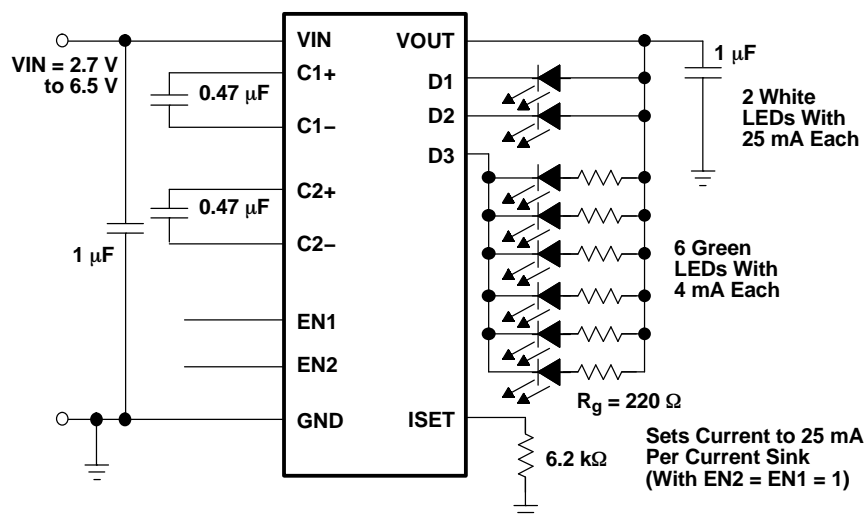 VIN
VOUT
VIN = 2.7 V
to 6.5 V
C1+
0.47 μF
C1−
D1
D2
D3
1 μF
2 White
LEDs With
25 mA Each
C2+
0.47 μF
C2−
1 μF
6 Green
LEDs With
4 mA Each
EN1
EN2
GND
ISET
Rg = 220 Ω
6.2 kΩ
Sets Current to 25 mA
Per Current Sink
(With EN2 = EN1 = 1)